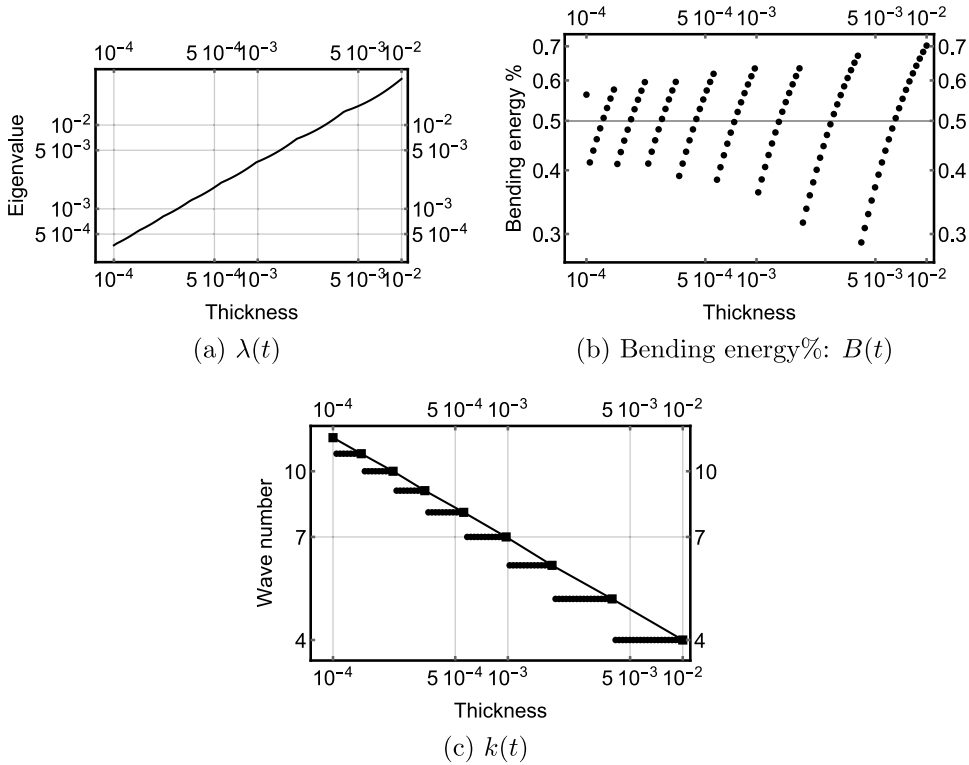 10⁻⁴ 5 10⁻⁴ 10⁻³ 5 10⁻³ 10⁻²
Eigenvalue
10⁻² 10⁻²
5 10⁻³ 5 10⁻³
10⁻³ 10⁻³
5 10⁻⁴ 5 10⁻⁴
10⁻⁴ 5 10⁻⁴ 10⁻³ 5 10⁻³ 10⁻²
Thickness
(a) λ(t)
10⁻⁴ 5 10⁻⁴ 10⁻³ 5 10⁻³ 10⁻²
Bending energy %
0.7 0.7
0.6 0.6
0.5 0.5
0.4 0.4
0.3 0.3
10⁻⁴ 5 10⁻⁴ 10⁻³ 5 10⁻³ 10⁻²
Thickness
(b) Bending energy%: B(t)
10⁻⁴ 5 10⁻⁴ 10⁻³ 5 10⁻³ 10⁻²
Wave number
10 10
7 7
4 4
10⁻⁴ 5 10⁻⁴ 10⁻³ 5 10⁻³ 10⁻²
Thickness
(c) k(t)